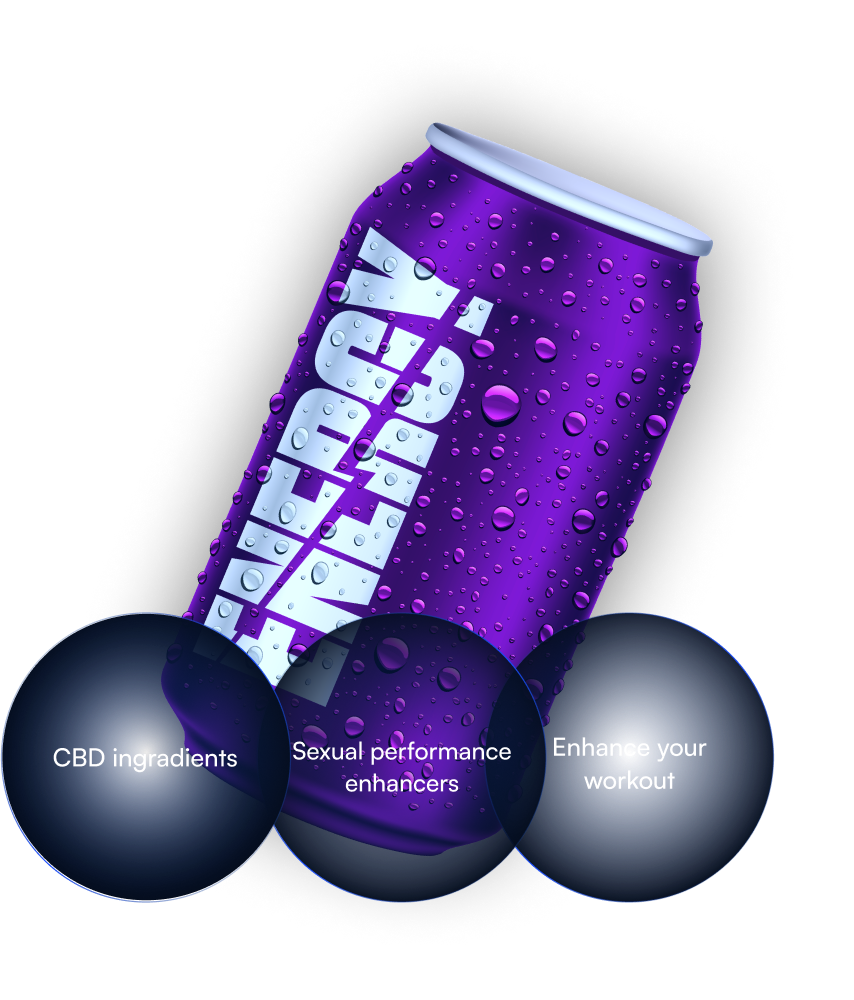 ENERGY
CBD ingradients
Sexual performance
enhancers
Enhance your
workout